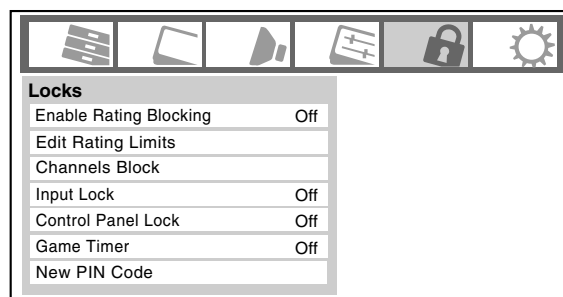 Locks
Enable Rating Blocking Off
Edit Rating Limits
Channels Block
Input Lock Off
Control Panel Lock Off
Game Timer Off
New PIN Code